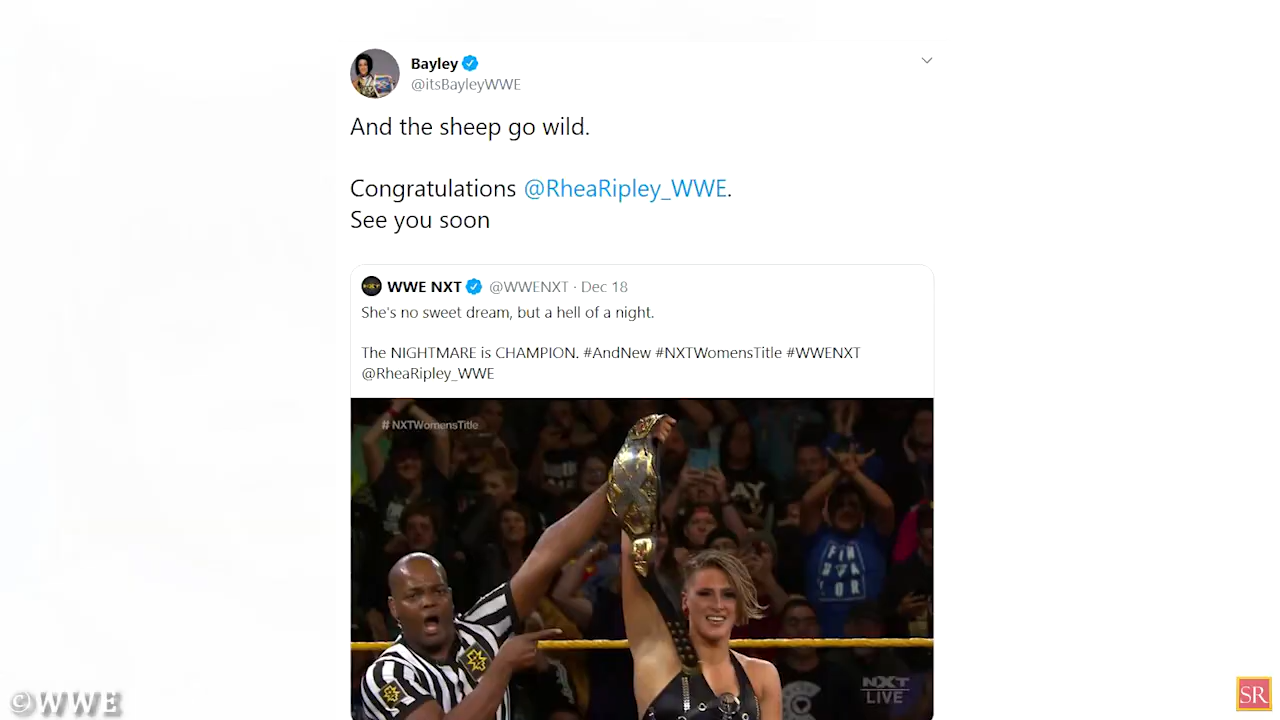 Bayley
@itsBayleyWWE
And the sheep go wild.
Congratulations @RheaRipley_WWE.
See you soon
WWE NXT @WWENXT · Dec 18
She's no sweet dream, but a hell of a night.
The NIGHTMARE is CHAMPION. #AndNew #NXTWomensTitle #WWENXT
@RheaRipley_WWE
# NXTWomensTitle
NXT
LIVE
©WWE
SR